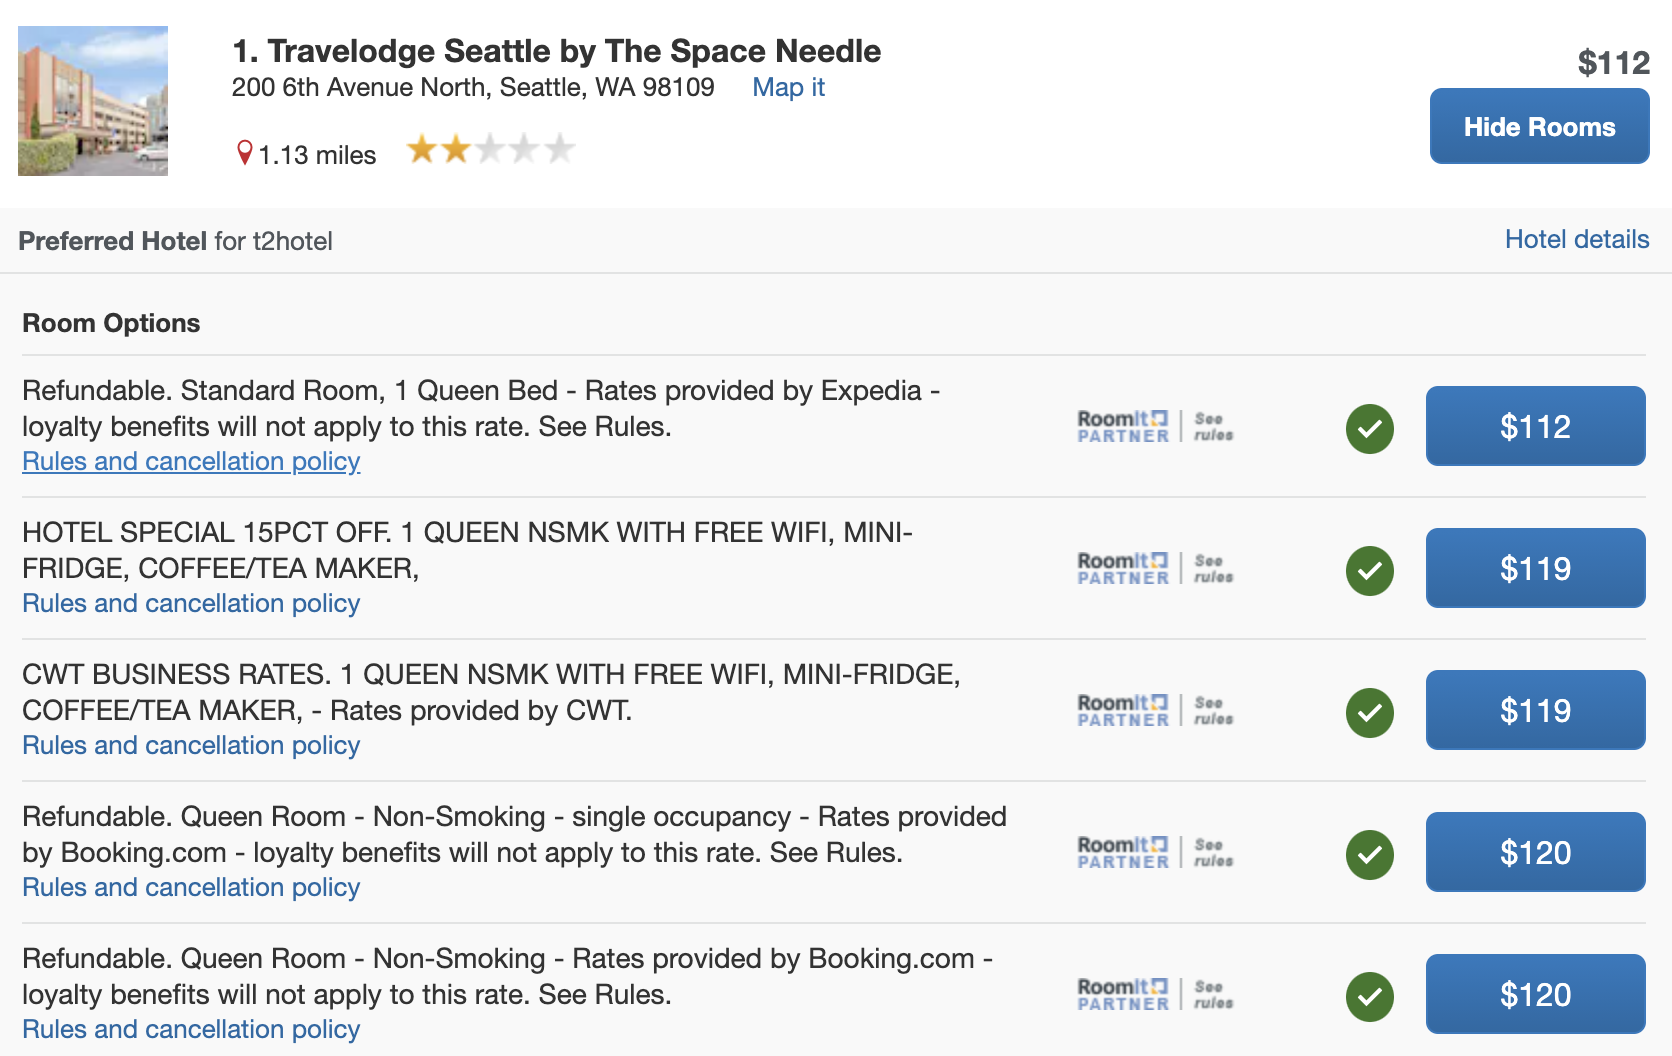 1. Travelodge Seattle by The Space Needle
200 6th Avenue North, Seattle, WA 98109 Map it
1.13 miles
$112
Hide Rooms
Preferred Hotel for t2hotel
Hotel details
Room Options
Refundable. Standard Room, 1 Queen Bed - Rates provided by Expedia -
loyalty benefits will not apply to this rate. See Rules.
Rules and cancellation policy
RoomIt
PARTNER
See
rules
$112
HOTEL SPECIAL 15PCT OFF. 1 QUEEN NSMK WITH FREE WIFI, MINI-
FRIDGE, COFFEE/TEA MAKER,
Rules and cancellation policy
RoomIt
PARTNER
See
rules
$119
CWT BUSINESS RATES. 1 QUEEN NSMK WITH FREE WIFI, MINI-FRIDGE,
COFFEE/TEA MAKER, - Rates provided by CWT.
Rules and cancellation policy
RoomIt
PARTNER
See
rules
$119
Refundable. Queen Room - Non-Smoking - single occupancy - Rates provided
by Booking.com - loyalty benefits will not apply to this rate. See Rules.
Rules and cancellation policy
RoomIt
PARTNER
See
rules
$120
Refundable. Queen Room - Non-Smoking - Rates provided by Booking.com -
loyalty benefits will not apply to this rate. See Rules.
Rules and cancellation policy
RoomIt
PARTNER
See
rules
$120